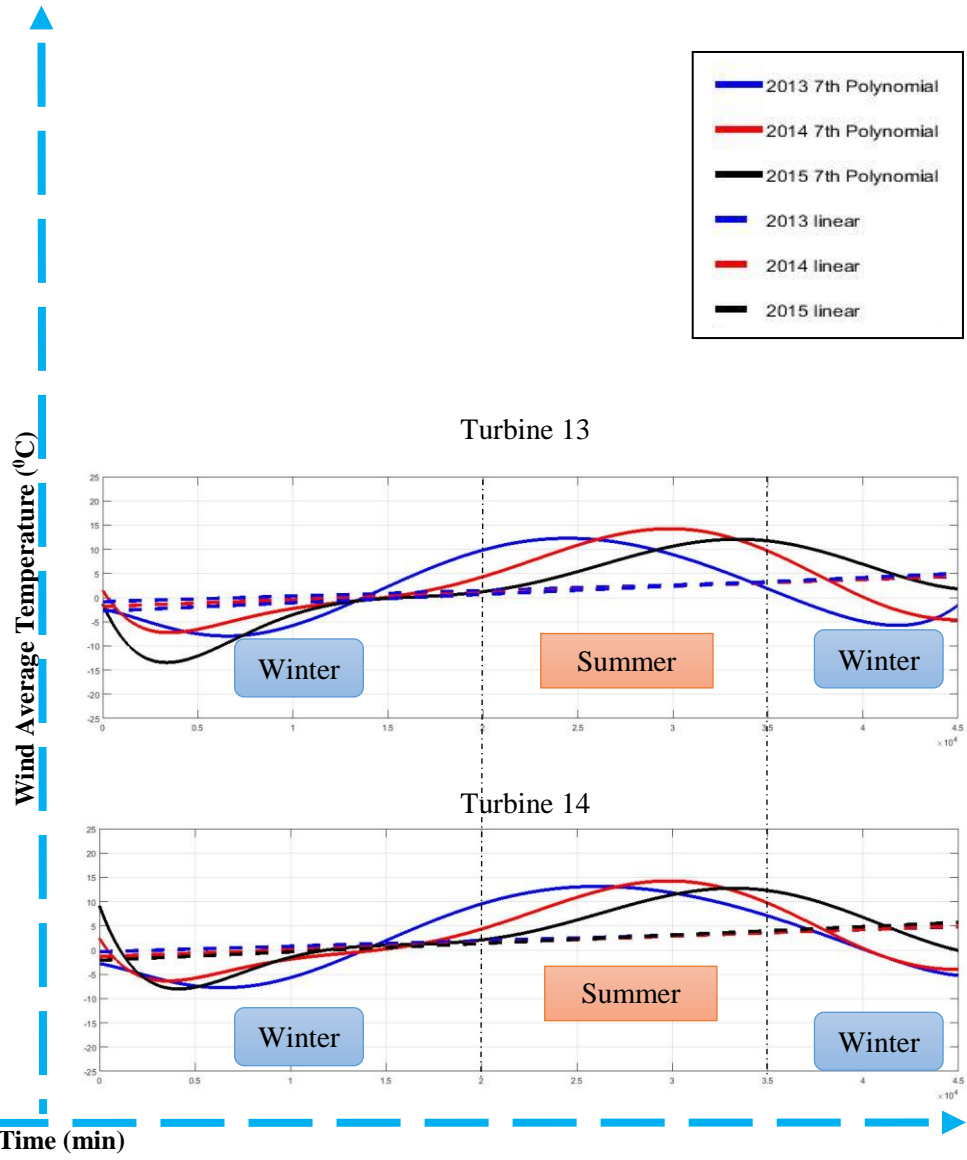 2013 7th Polynomial
2014 7th Polynomial
2015 7th Polynomial
2013 linear
2014 linear
2015 linear
Wind Average Temperature (⁰C)
Turbine 13
25
20
15
10
5
0
-5
-10
-15
-20
-25
Winter
Summer
Winter
0 0.5 1 1.5 2 2.5 3 3.5 4 4.5
×10⁴
Turbine 14
25
20
15
10
5
0
-5
-10
-15
-20
-25
Summer
Winter
Winter
0 0.5 1 1.5 2 2.5 3 3.5 4 4.5
×10⁴
Time (min)